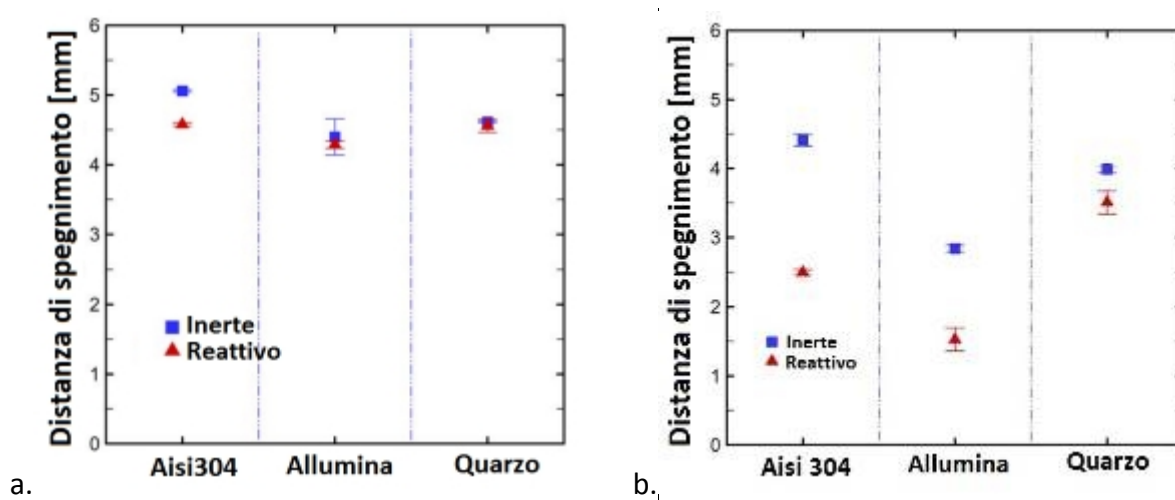 Distanza di spegnimento [mm]
6
5
4
3
2
1
0
Inerte
Reattivo
Aisi304 Allumina Quarzo
a.
Distanza di spegnimento [mm]
6
5
4
3
2
1
0
Inerte
Reattivo
Aisi 304 Allumina Quarzo
b.